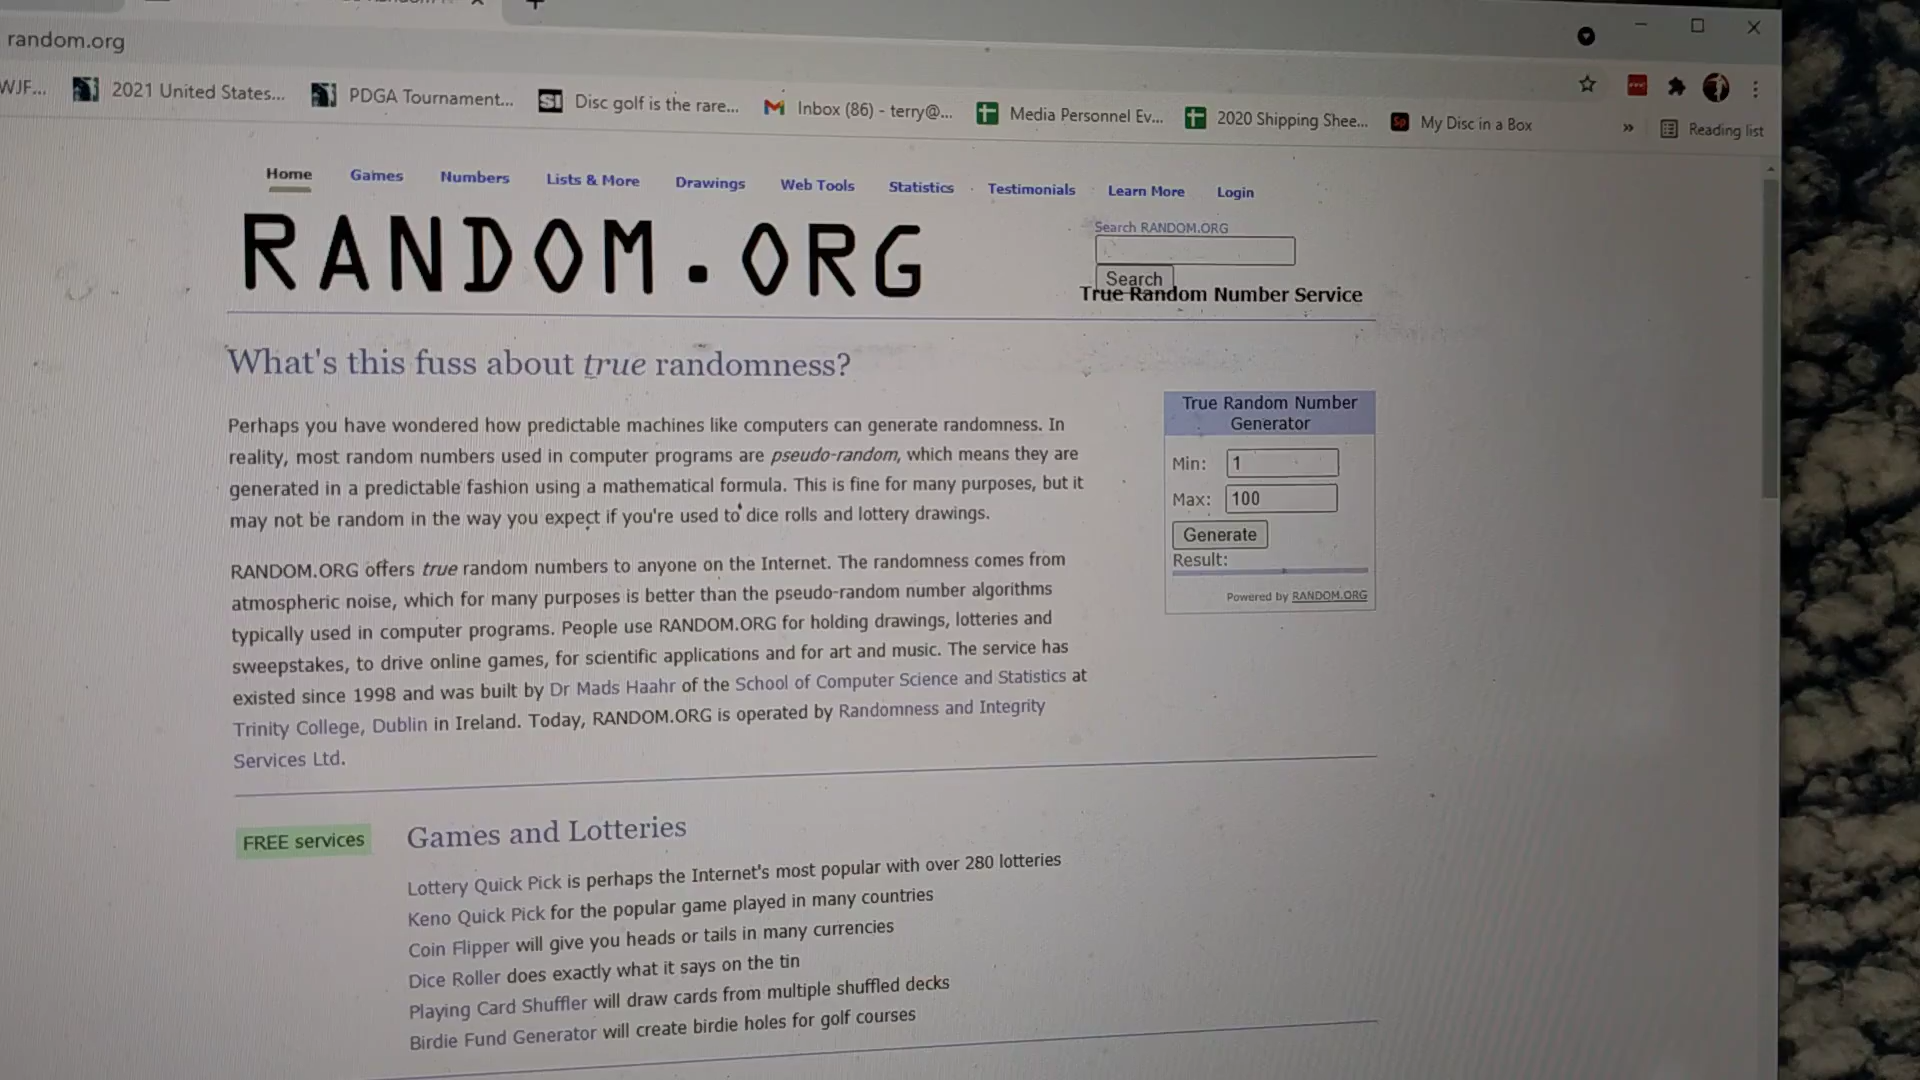 random.org
WJF...
2021 United States...
PDGA Tournament...
SI
Disc golf is the rare...
Inbox (86) - terry@...
Media Personnel Ev...
2020 Shipping Shee...
Sp
My Disc in a Box
»
Reading list
Home Games Numbers Lists & More Drawings Web Tools Statistics Testimonials Learn More Login
RANDOM.ORG
Search RANDOM.ORG
Search
True Random Number Service
What's this fuss about true randomness?
Perhaps you have wondered how predictable machines like computers can generate randomness. In
reality, most random numbers used in computer programs are pseudo-random, which means they are
generated in a predictable fashion using a mathematical formula. This is fine for many purposes, but it
may not be random in the way you expect if you're used to dice rolls and lottery drawings.
RANDOM.ORG offers true random numbers to anyone on the Internet. The randomness comes from
atmospheric noise, which for many purposes is better than the pseudo-random number algorithms
typically used in computer programs. People use RANDOM.ORG for holding drawings, lotteries and
sweepstakes, to drive online games, for scientific applications and for art and music. The service has
existed since 1998 and was built by Dr Mads Haahr of the School of Computer Science and Statistics at
Trinity College, Dublin in Ireland. Today, RANDOM.ORG is operated by Randomness and Integrity
Services Ltd.
True Random Number
Generator
Min: 1
Max: 100
Generate
Result:
Powered by RANDOM.ORG
FREE services
Games and Lotteries
Lottery Quick Pick is perhaps the Internet's most popular with over 280 lotteries
Keno Quick Pick for the popular game played in many countries
Coin Flipper will give you heads or tails in many currencies
Dice Roller does exactly what it says on the tin
Playing Card Shuffler will draw cards from multiple shuffled decks
Birdie Fund Generator will create birdie holes for golf courses